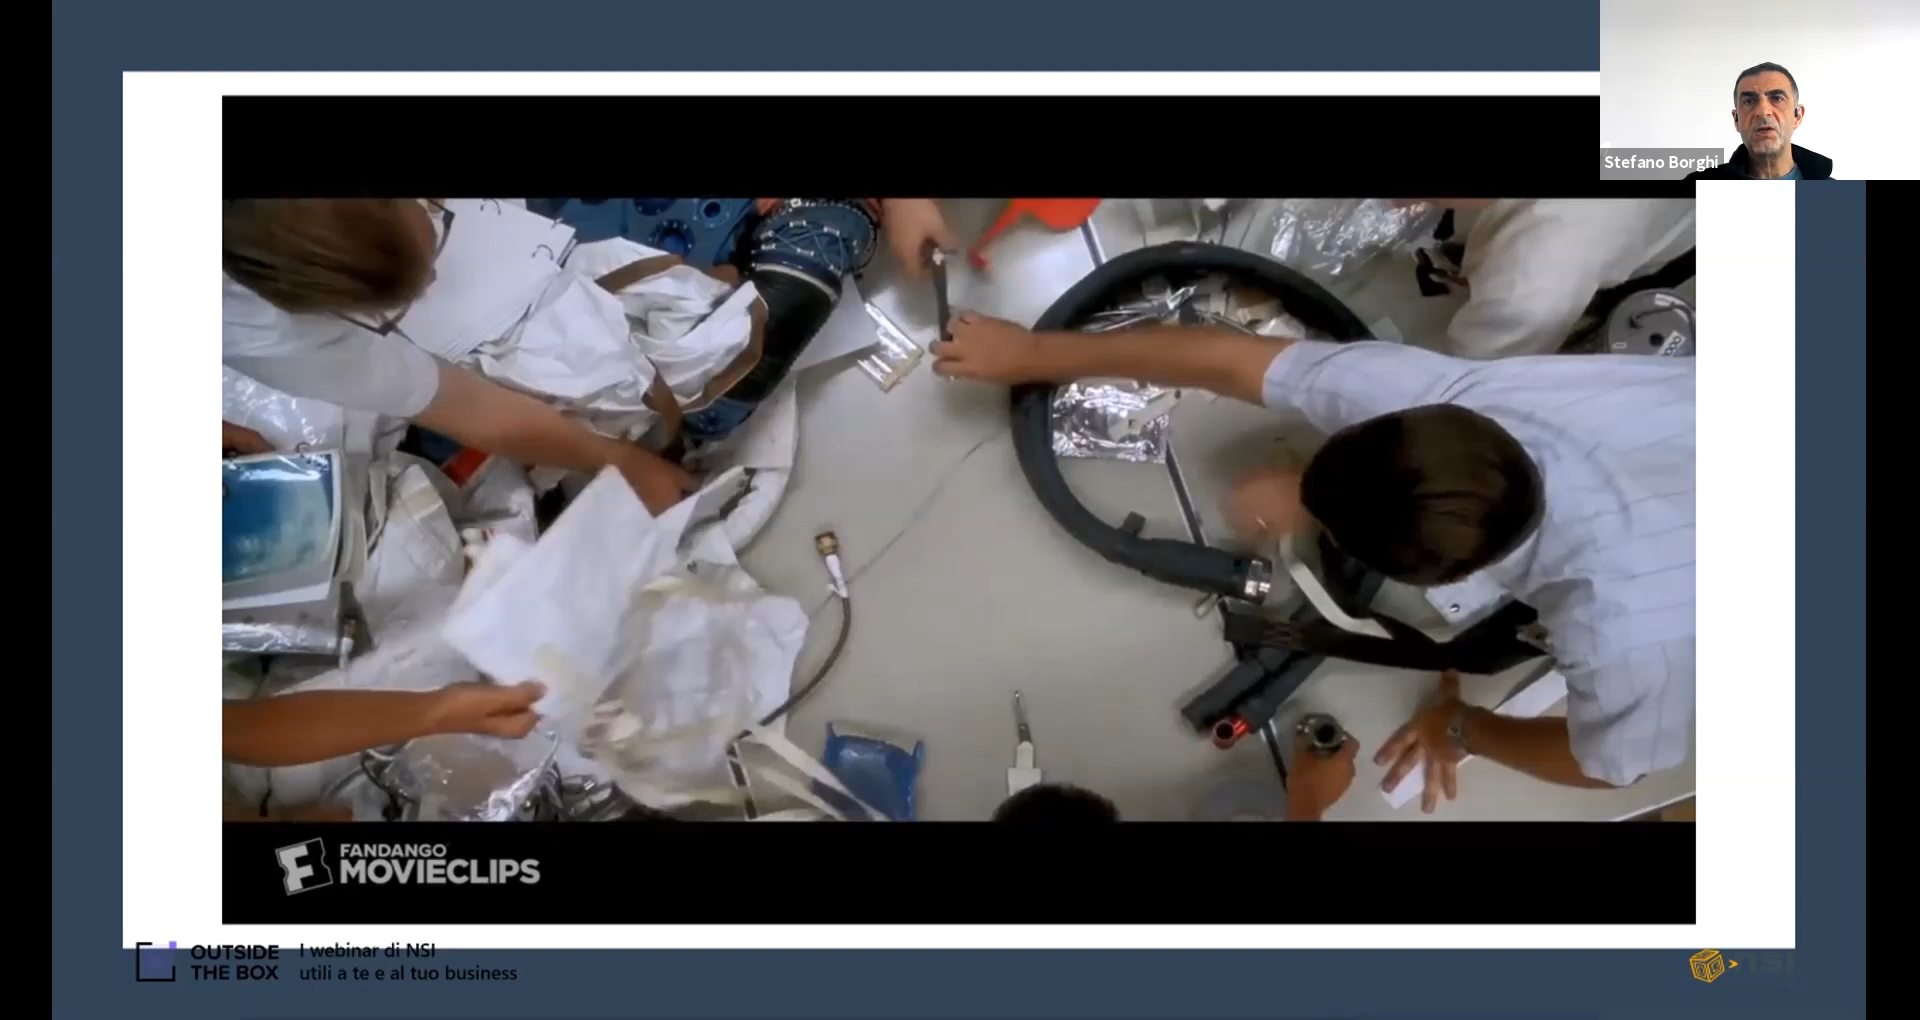 Stefano Borghi
FANDANGO
MOVIECLIPS
OUTSIDE
THE BOX
I webinar di NSI
utili a te e al tuo business